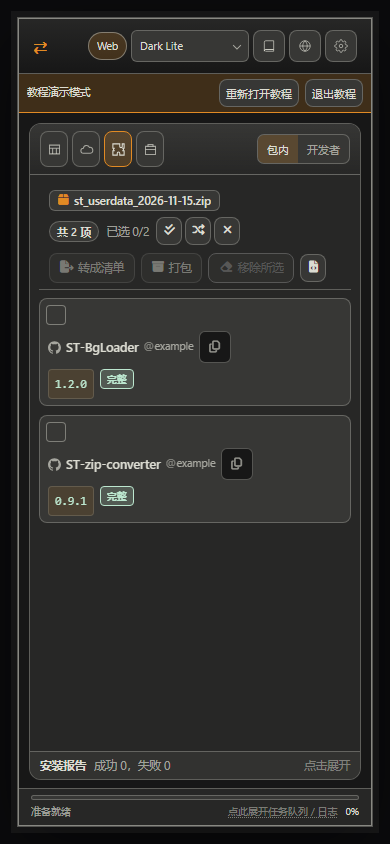 Web Dark Lite
教程演示模式 重新打开教程 退出教程
包内 开发者
st_userdata_2026-11-15.zip
共 2 项 已选 0/2
转成清单 打包 移除所选
ST-BgLoader @example
1.2.0 完整
ST-zip-converter @example
0.9.1 完整
安装报告 成功 0，失败 0 点击展开
准备就绪 点此展开任务队列 / 日志 0%